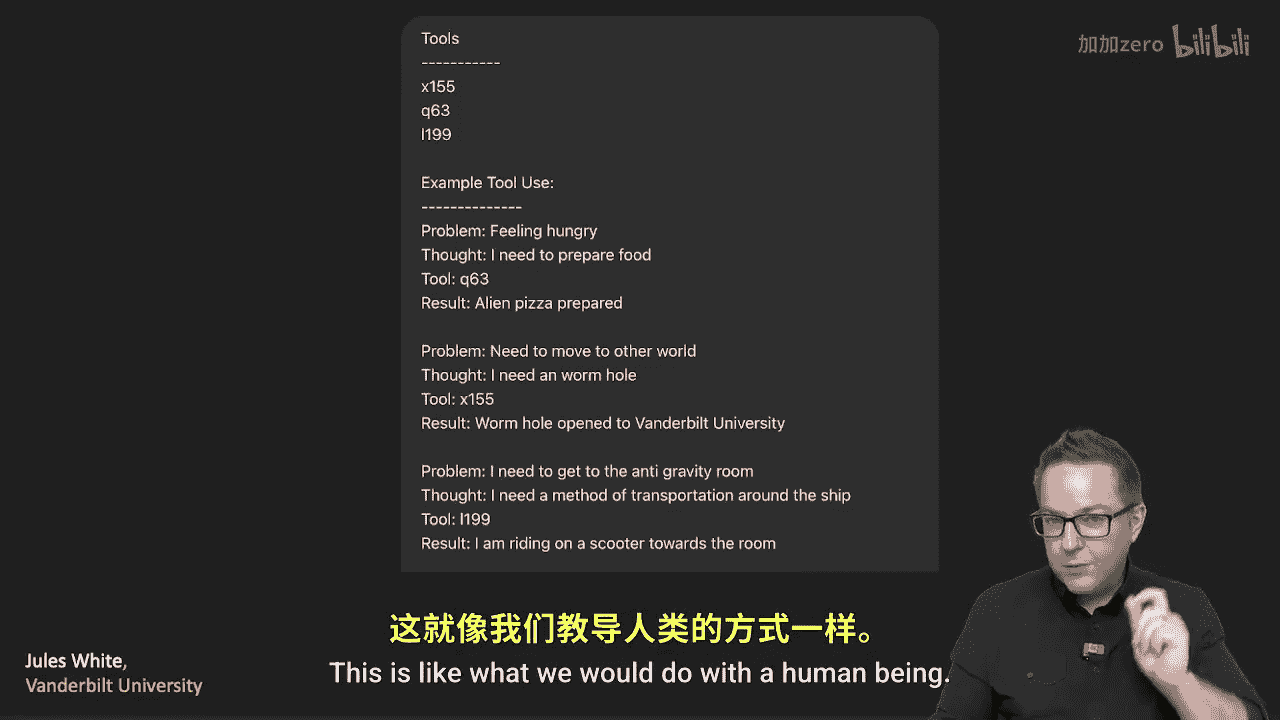 Tools
-----------
x155
q63
l199
Example Tool Use:
--------------
Problem: Feeling hungry
Thought: I need to prepare food
Tool: q63
Result: Alien pizza prepared
Problem: Need to move to other world
Thought: I need an worm hole
Tool: x155
Result: Worm hole opened to Vanderbilt University
Problem: I need to get to the anti gravity room
Thought: I need a method of transportation around the ship
Tool: l199
Result: I am riding on a scooter towards the room
加加zero bilibili
这就像我们教导人类的方式一样。
This is like what we would do with a human being.
Jules White,
Vanderbilt University